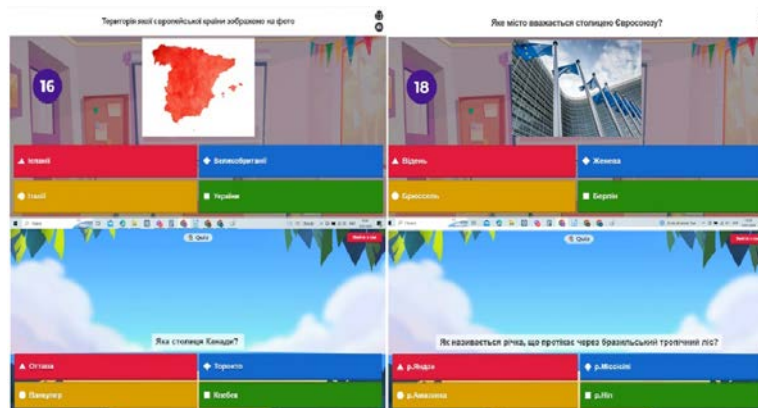 Територія якої європейської країни зображено на фото
16
Іспанії
Великобританії
Італії
України
Яке місто вважається столицею Євросоюзу?
18
Відень
Женева
Брюссель
Берлін
Quiz
Яка столиця Канади?
Оттава
Торонто
Ванкувер
Квебек
Quiz
Як називається річка, що протікає через бразильський тропічний ліс?
р.Янцзи
р.Міссісіпі
р.Амазонка
р.Ніл